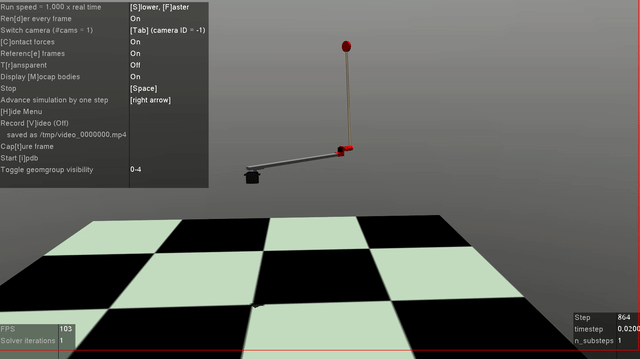 Run speed = 1,000 x real time [S]lower, [F]aster
Ren[d]er every frame On
Switch camera (#cams = 1) [Tab] (camera ID = -1)
[C]ontact forces On
Referenc[e] frames On
T[r]ansparent Off
Display [M]ocap bodies On
Stop [Space]
Advance simulation by one step [right arrow]
[H]ide Menu
Record [V]ideo (Off)
saved as /tmp/video_0000000.mp4
Cap[t]ure frame
Start [i]pdb
Toggle geomgroup visibility 0-4
FPS 103
Solver iterations 1
Step 864
timestep 0.0200
n_substeps 1